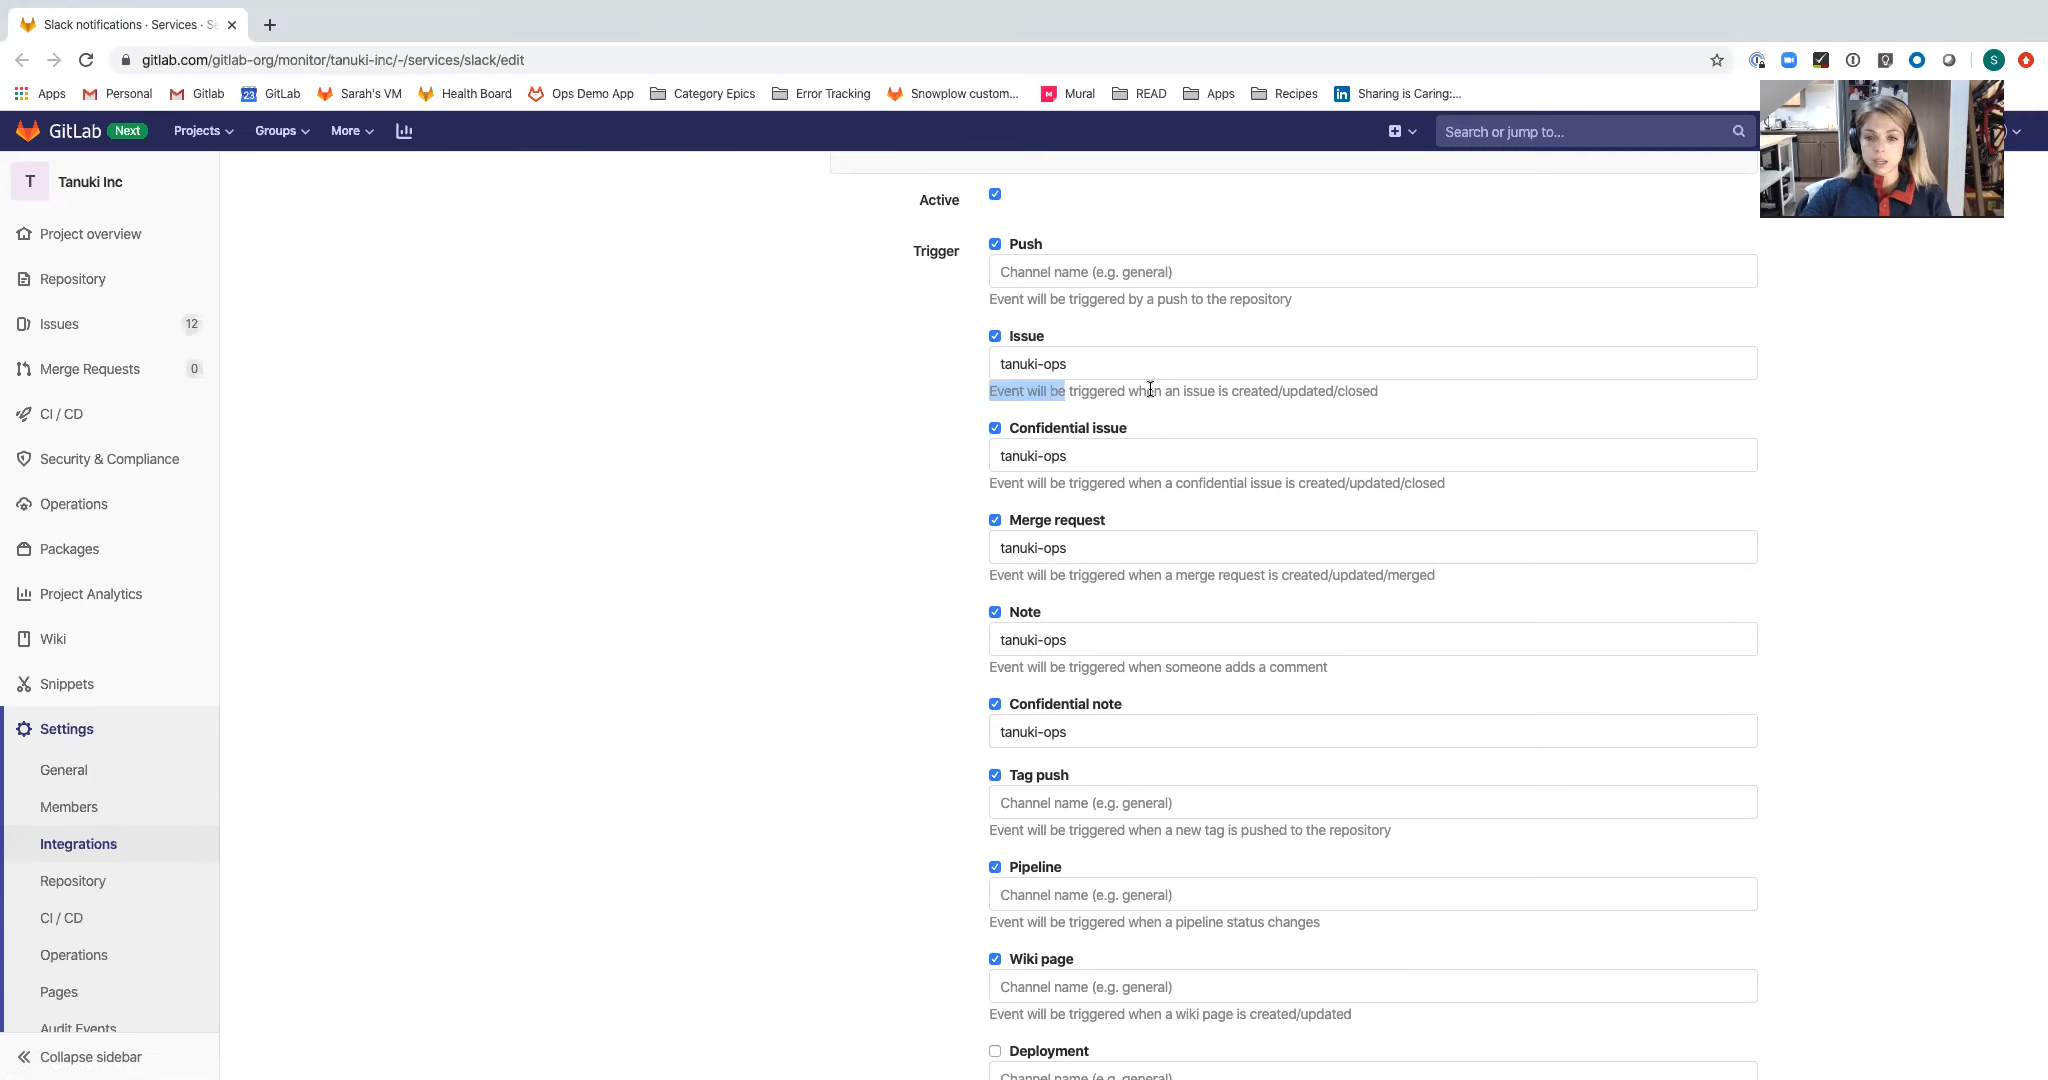 Slack notifications · Services · Se
gitlab.com/gitlab-org/monitor/tanuki-inc/-/services/slack/edit
S
Apps
Personal
Gitlab
23
GitLab
Sarah's VM
Health Board
Ops Demo App
Category Epics
Error Tracking
Snowplow custom...
M
Mural
READ
Apps
Recipes
in
Sharing is Caring:...
GitLab
Next
Projects
Groups
More
Search or jump to...
T
Tanuki Inc
Project overview
Repository
Issues
12
Merge Requests
0
CI / CD
Security & Compliance
Operations
Packages
Project Analytics
Wiki
Snippets
Settings
General
Members
Integrations
Repository
CI / CD
Operations
Pages
Audit Events
Collapse sidebar
Active
Trigger
Push
Channel name (e.g. general)
Event will be triggered by a push to the repository
Issue
tanuki-ops
Event will be triggered when an issue is created/updated/closed
Confidential issue
tanuki-ops
Event will be triggered when a confidential issue is created/updated/closed
Merge request
tanuki-ops
Event will be triggered when a merge request is created/updated/merged
Note
tanuki-ops
Event will be triggered when someone adds a comment
Confidential note
tanuki-ops
Tag push
Channel name (e.g. general)
Event will be triggered when a new tag is pushed to the repository
Pipeline
Channel name (e.g. general)
Event will be triggered when a pipeline status changes
Wiki page
Channel name (e.g. general)
Event will be triggered when a wiki page is created/updated
Deployment
Channel name (e.g. general)